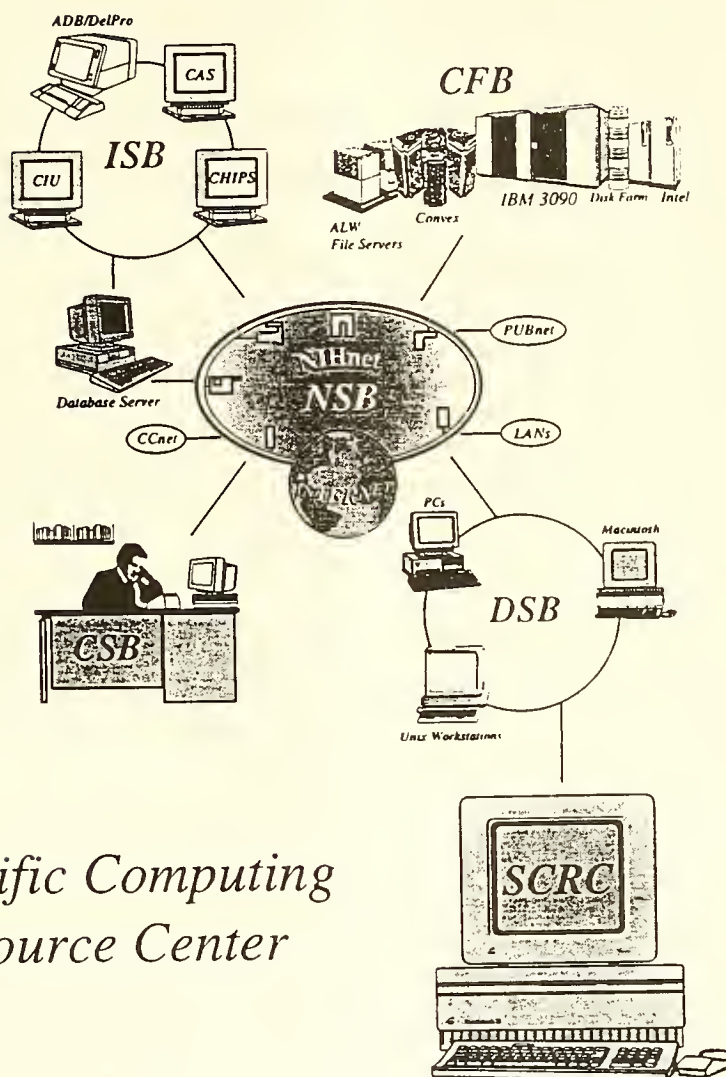 ADB/DelPro
CAS
ISB
CIU
CHIPS
CFB
ALW
File Servers
Convex
IBM 3090
Disk Farm
Intel
Database Server
NIHnet
NSB
PUBnet
CCnet
LANs
INTERNET
CSB
PCs
Macintosh
DSB
Unix Workstations
SCRC
ific Computing
ource Center